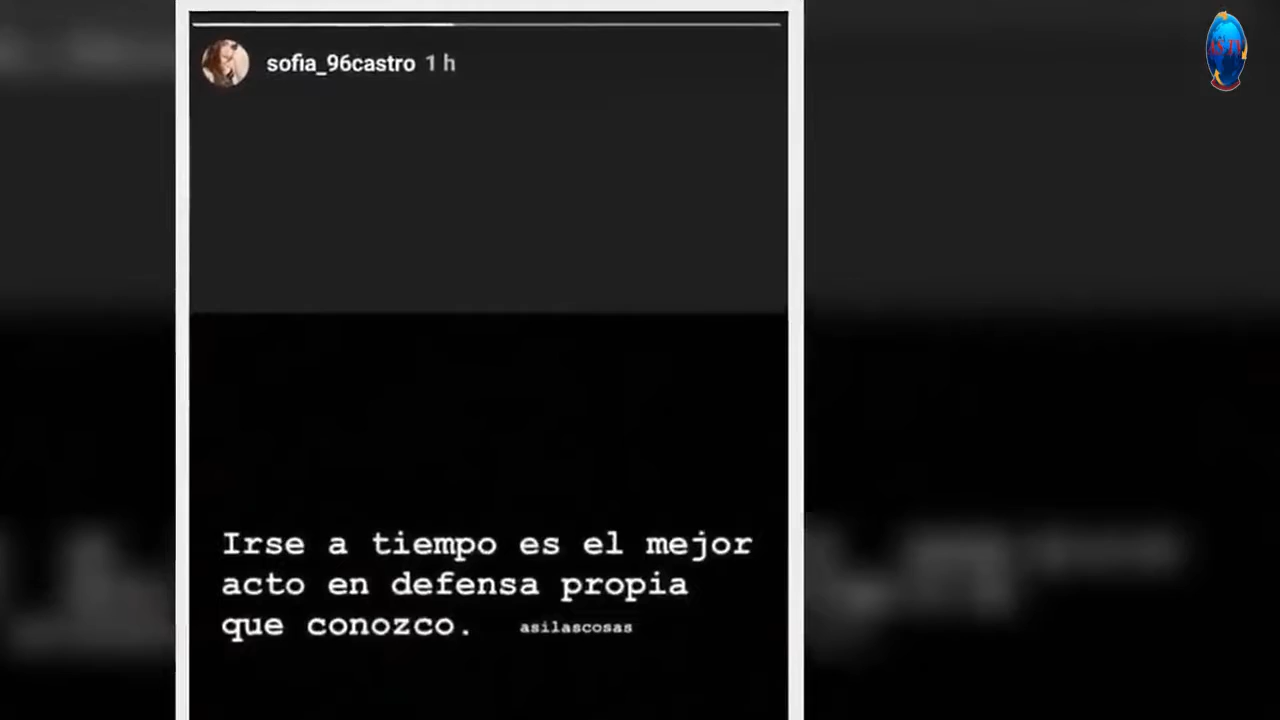 sofia_96castro 1 h
Irse a tiempo es el mejor
acto en defensa propia
que conozco. asilascosas